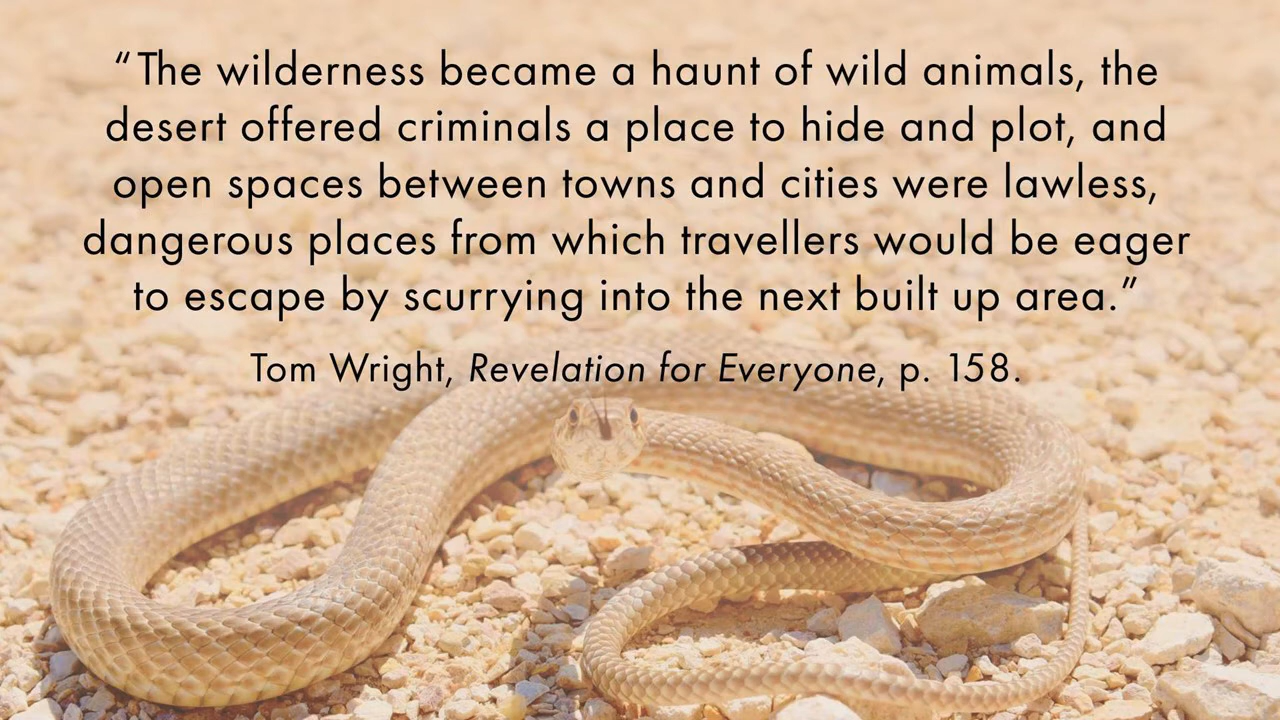 “The wilderness became a haunt of wild animals, the
desert offered criminals a place to hide and plot, and
open spaces between towns and cities were lawless,
dangerous places from which travellers would be eager
to escape by scurrying into the next built up area.”
Tom Wright, Revelation for Everyone, p. 158.